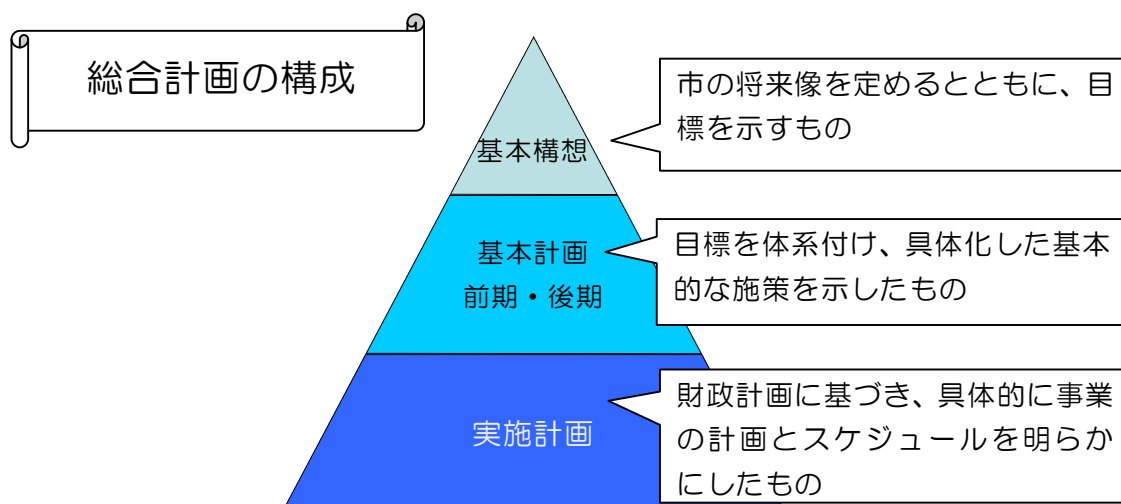 総合計画の構成
基本構想
市の将来像を定めるとともに、目
標を示すもの
基本計画
前期・後期
目標を体系付け、具体化した基本
的な施策を示したもの
実施計画
財政計画に基づき、具体的に事業
の計画とスケジュールを明らか
にしたもの